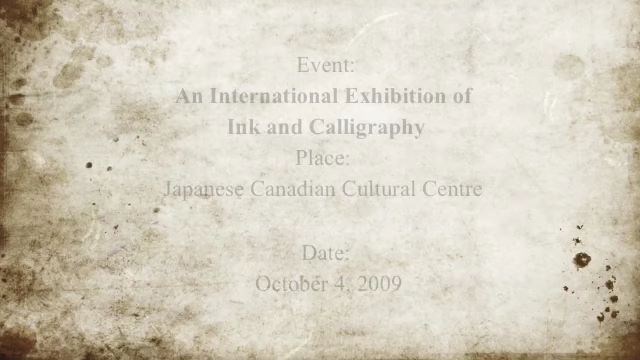 Event:
An International Exhibition of
Ink and Calligraphy
Place:
Japanese Canadian Cultural Centre
Date:
October 4, 2009